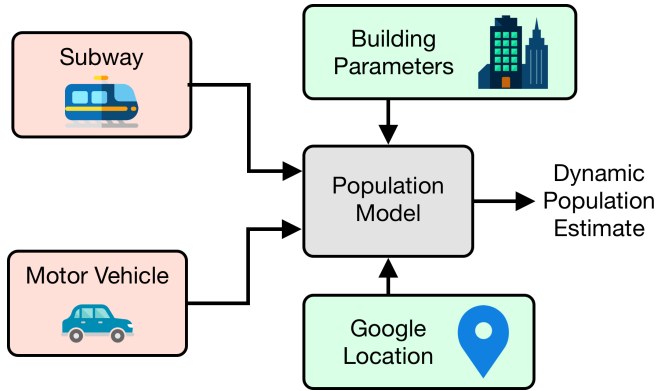 Subway
Building
Parameters
Population
Model
Dynamic
Population
Estimate
Motor Vehicle
Google
Location